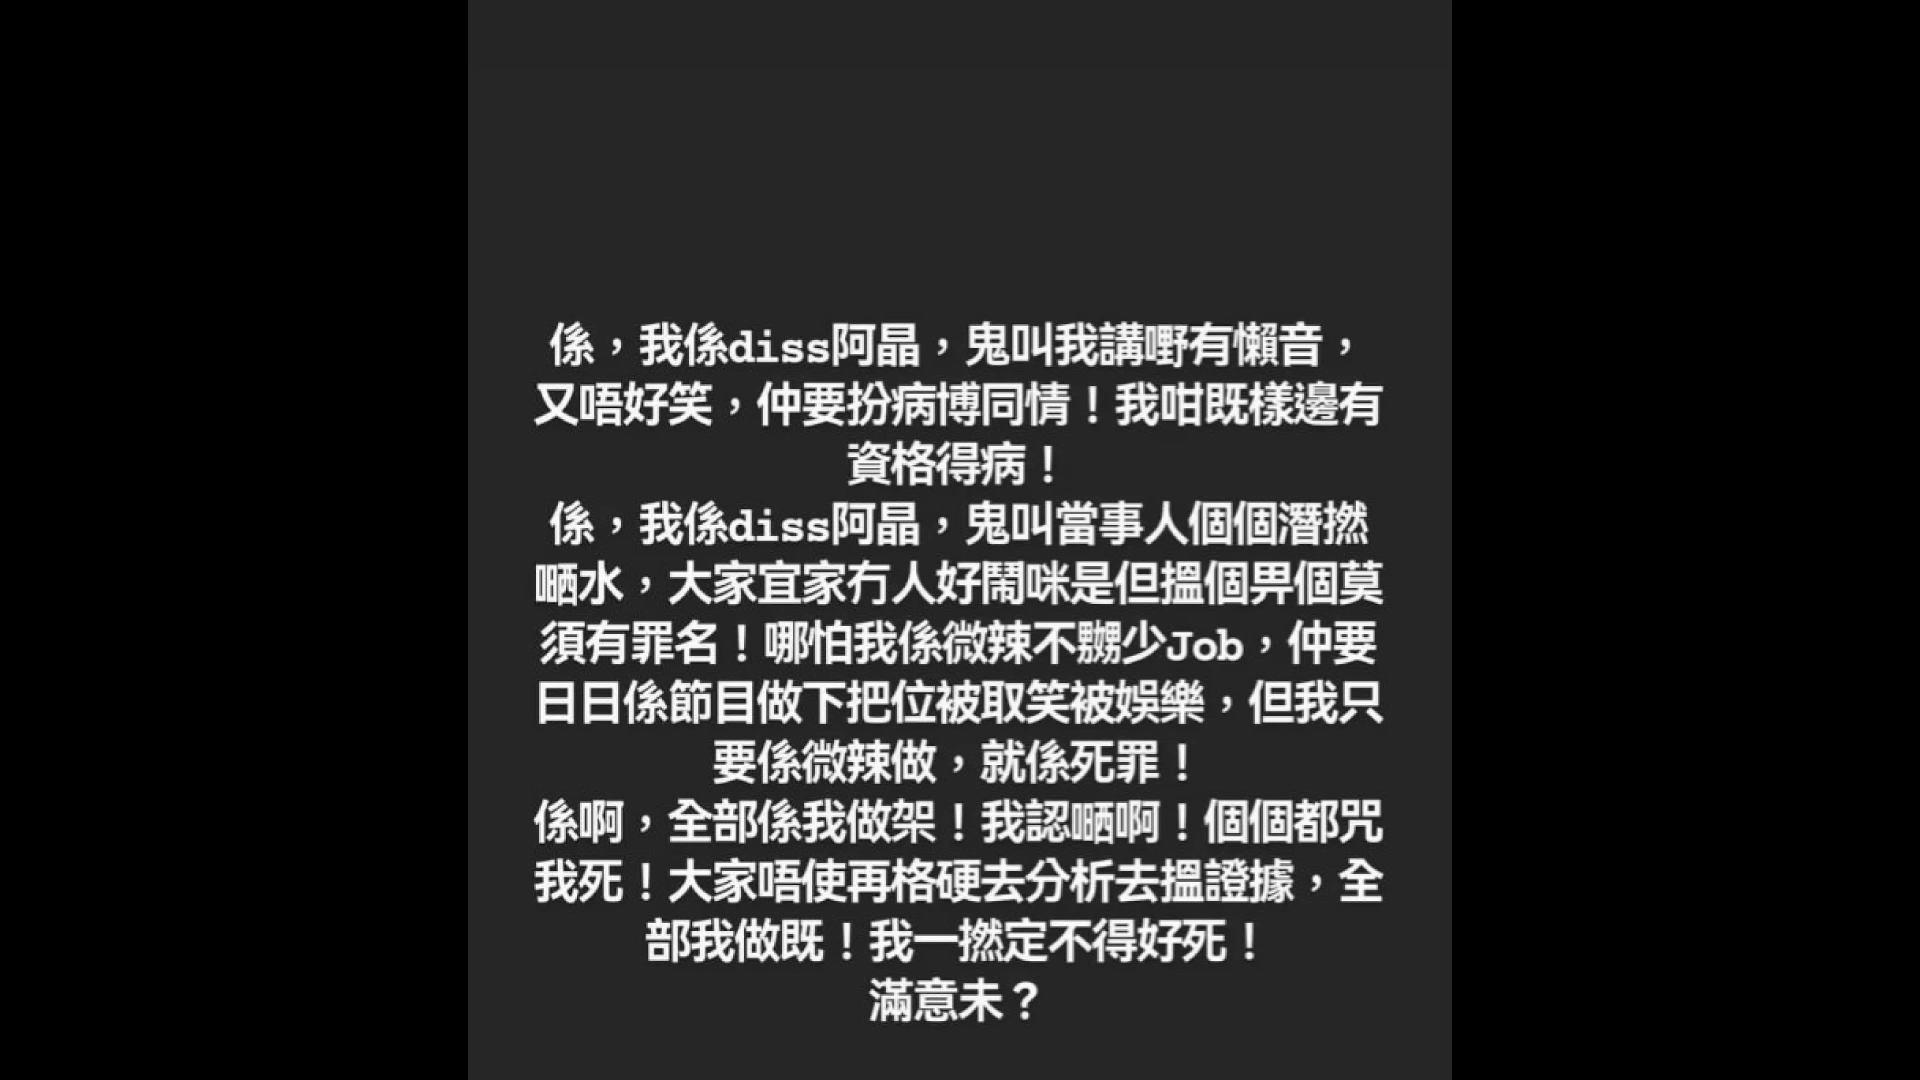 係，我係diss阿晶，鬼叫我講嘢有懶音，
又唔好笑，仲要扮病博同情！我咁既樣邊有
資格得病！
係，我係diss阿晶，鬼叫當事人個個潛撚
嗮水，大家宜家冇人好鬧咪是但搵個畀個莫
須有罪名！哪怕我係微辣不嬲少Job，仲要
日日係節目做下把位被取笑被娛樂，但我只
要係微辣做，就係死罪！
係啊，全部係我做架！我認嗮啊！個個都咒
我死！大家唔使再格硬去分析去搵證據，全
部我做既！我一撚定不得好死！
滿意未？